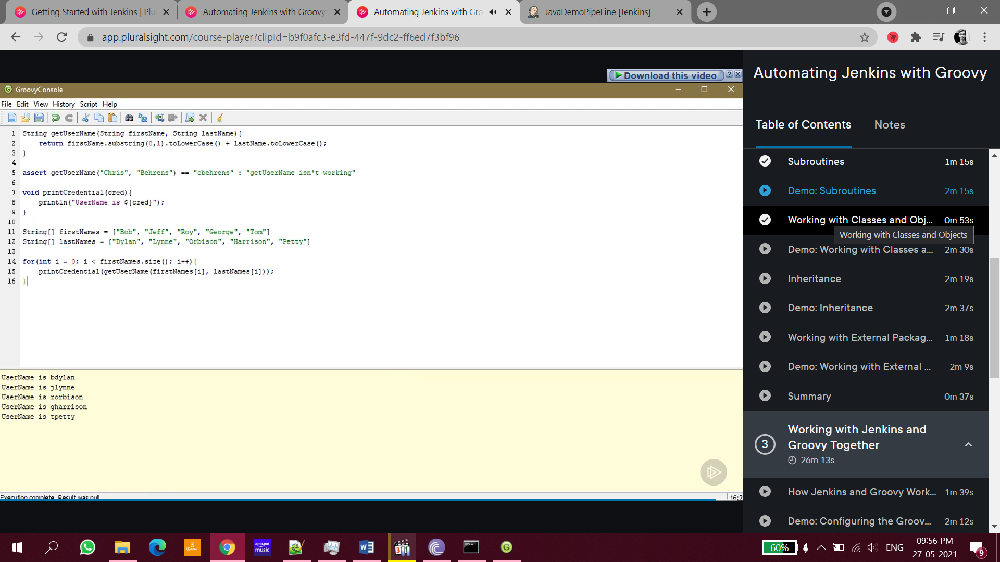 Getting Started with Jenkins | Plu
Automating Jenkins with Groovy
Automating Jenkins with Gro
JavaDemoPipeLine [Jenkins]
app.pluralsight.com/course-player?clipId=b9f0afc3-e3fd-447f-9dc2-ff6ed7f3bf96
Download this video
GroovyConsole
File Edit View History Script Help
1 String getUserName(String firstName, String lastName){
2 return firstName.substring(0,1).toLowerCase() + lastName.toLowerCase();
3 }
4
5 assert getUserName("Chris", "Behrens") == "cbehrens" : "getUserName isn't working"
6
7 void printCredential(cred){
8 println("UserName is ${cred}");
9 }
10
11 String[] firstNames = ["Bob", "Jeff", "Roy", "George", "Tom"]
12 String[] lastNames = ["Dylan", "Lynne", "Orbison", "Harrison", "Petty"]
13
14 for(int i = 0; i < firstNames.size(); i++){
15 printCredential(getUserName(firstNames[i], lastNames[i]));
16 }
UserName is bdylan
UserName is jlynne
UserName is rorbison
UserName is gharrison
UserName is tpetty
Execution complete. Result was null.
16:2
Automating Jenkins with Groovy
Table of Contents
Notes
Subroutines 1m 15s
Demo: Subroutines 2m 15s
Working with Classes and Obj... 0m 53s
Working with Classes and Objects
Demo: Working with Classes a... 2m 30s
Inheritance 2m 19s
Demo: Inheritance 2m 37s
Working with External Packag... 1m 18s
Demo: Working with External ... 2m 9s
Summary 0m 37s
3
Working with Jenkins and
Groovy Together
26m 13s
How Jenkins and Groovy Work... 1m 39s
Demo: Configuring the Groov... 2m 12s
amazon
music
311
60%
ENG
09:56 PM
27-05-2021
9